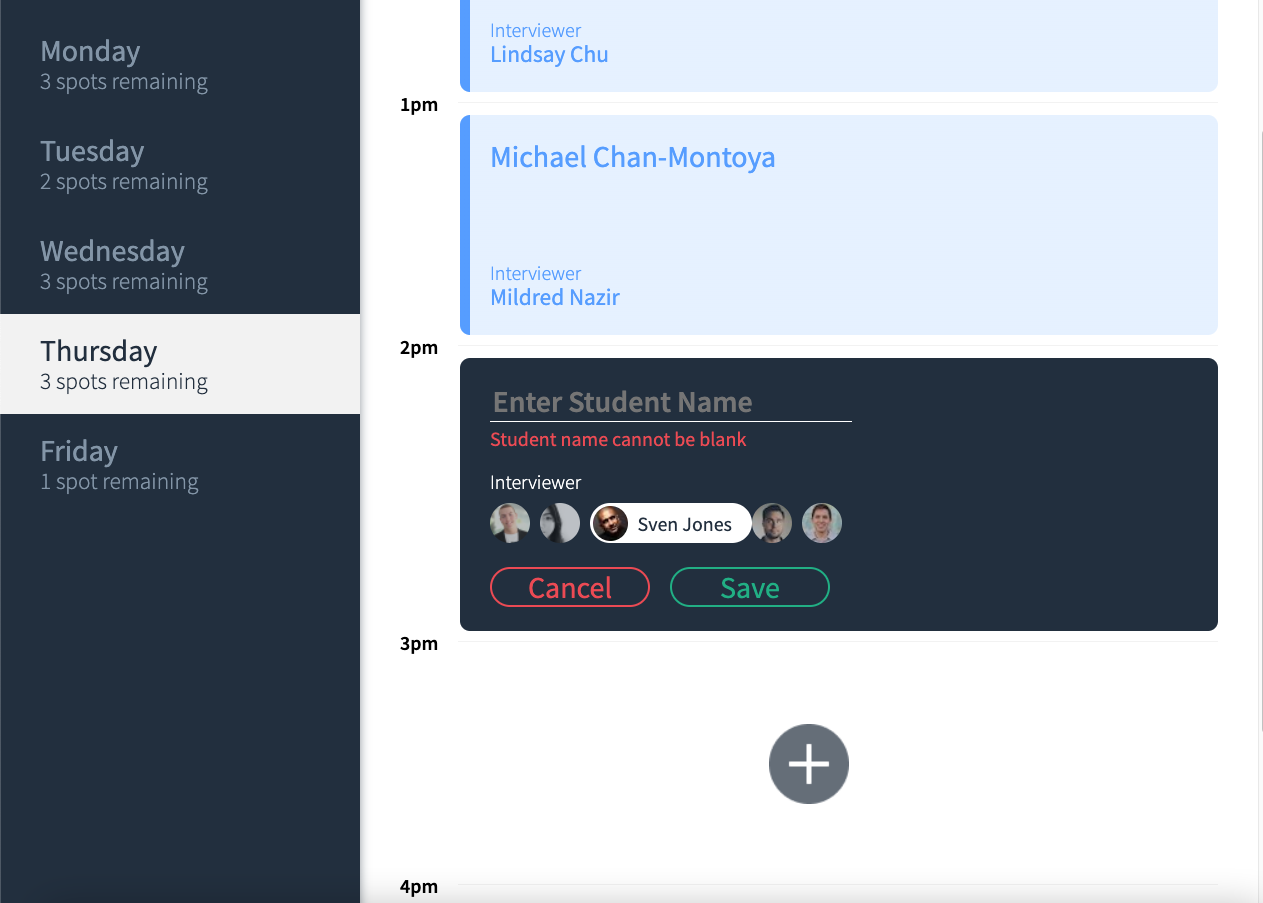 Monday
3 spots remaining
Tuesday
2 spots remaining
Wednesday
3 spots remaining
Thursday
3 spots remaining
Friday
1 spot remaining
Interviewer
Lindsay Chu
1pm
Michael Chan-Montoya
Interviewer
Mildred Nazir
2pm
Enter Student Name
Student name cannot be blank
Interviewer
Sven Jones
Cancel Save
3pm
4pm